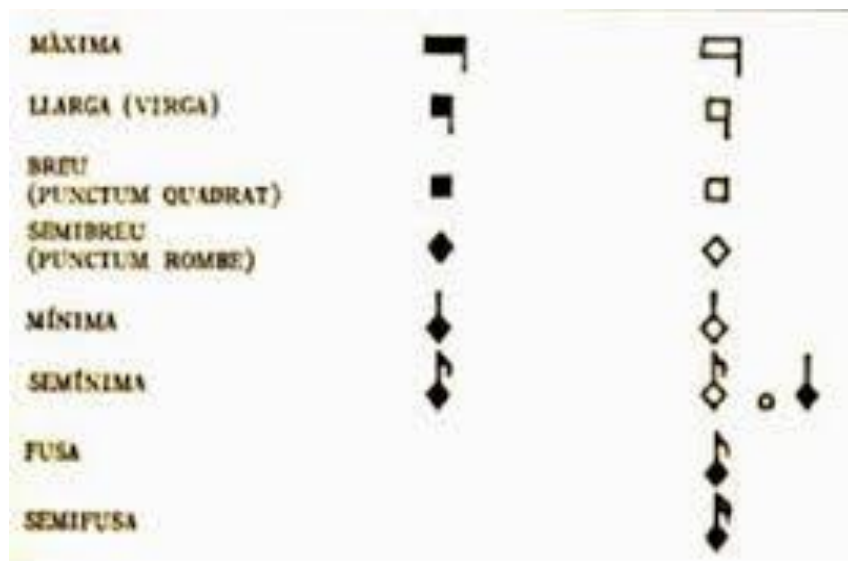 MÀXIMA
LLARGA (VIRGA)
BREU
(PUNCTUM QUADRAT)
SEMIBREU
(PUNCTUM ROMBE)
MÍNIMA
SEMÍNIMA o
FUSA
SEMIFUSA